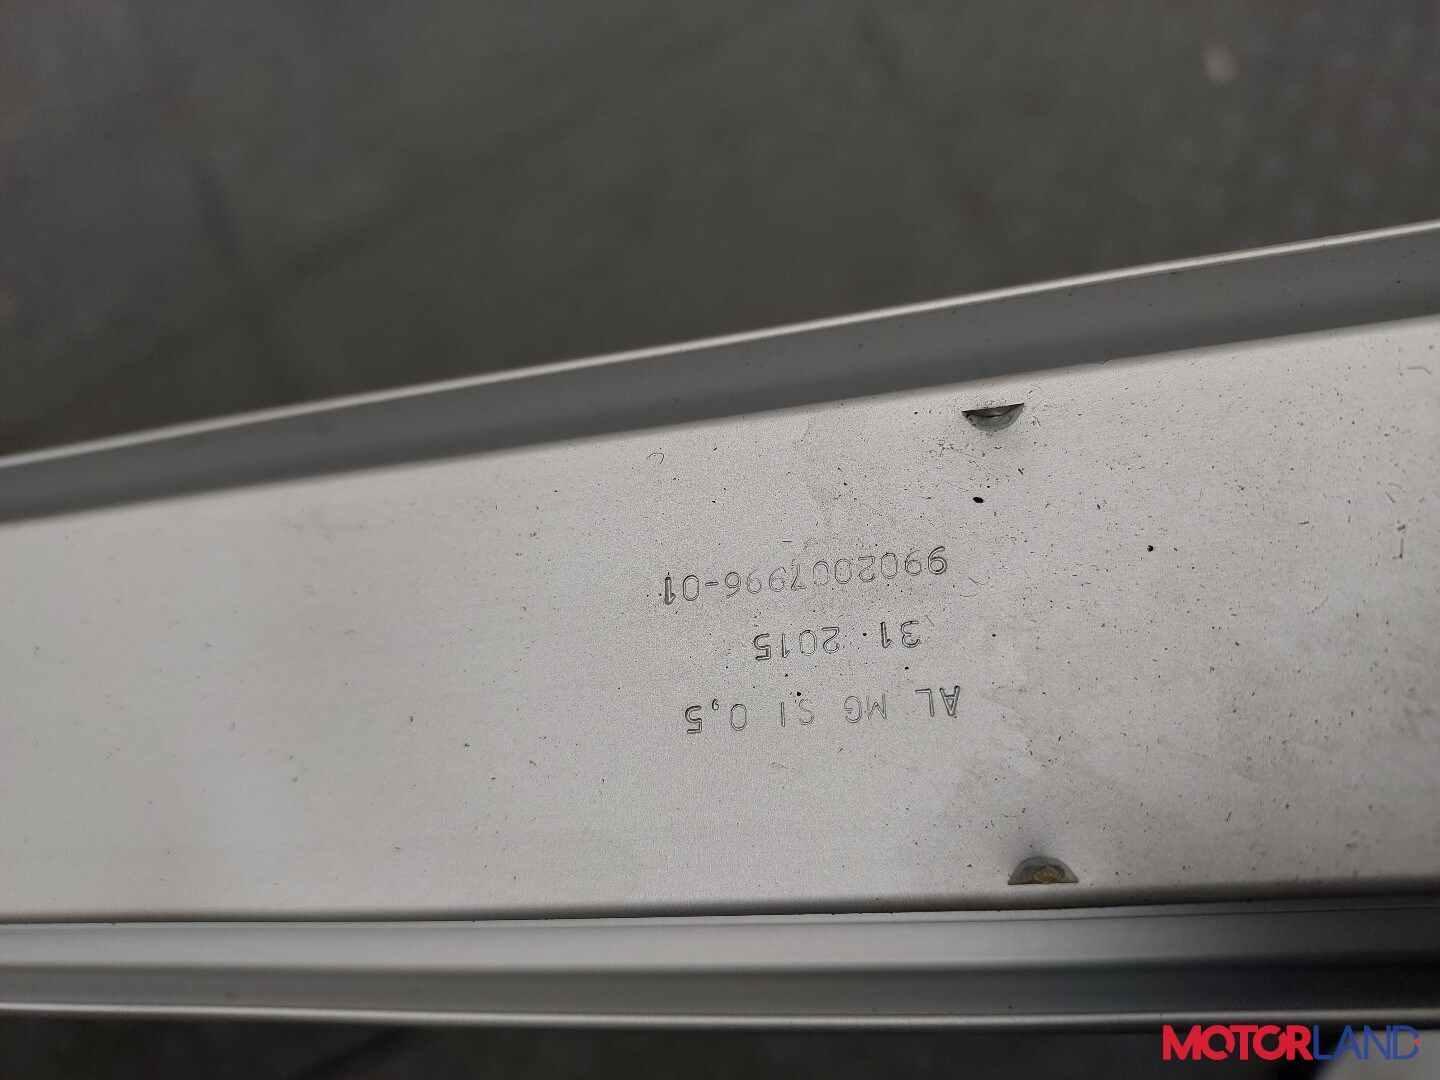 AL MG SI 0,5
31. 2015
9902007996-01
MOTORLAND